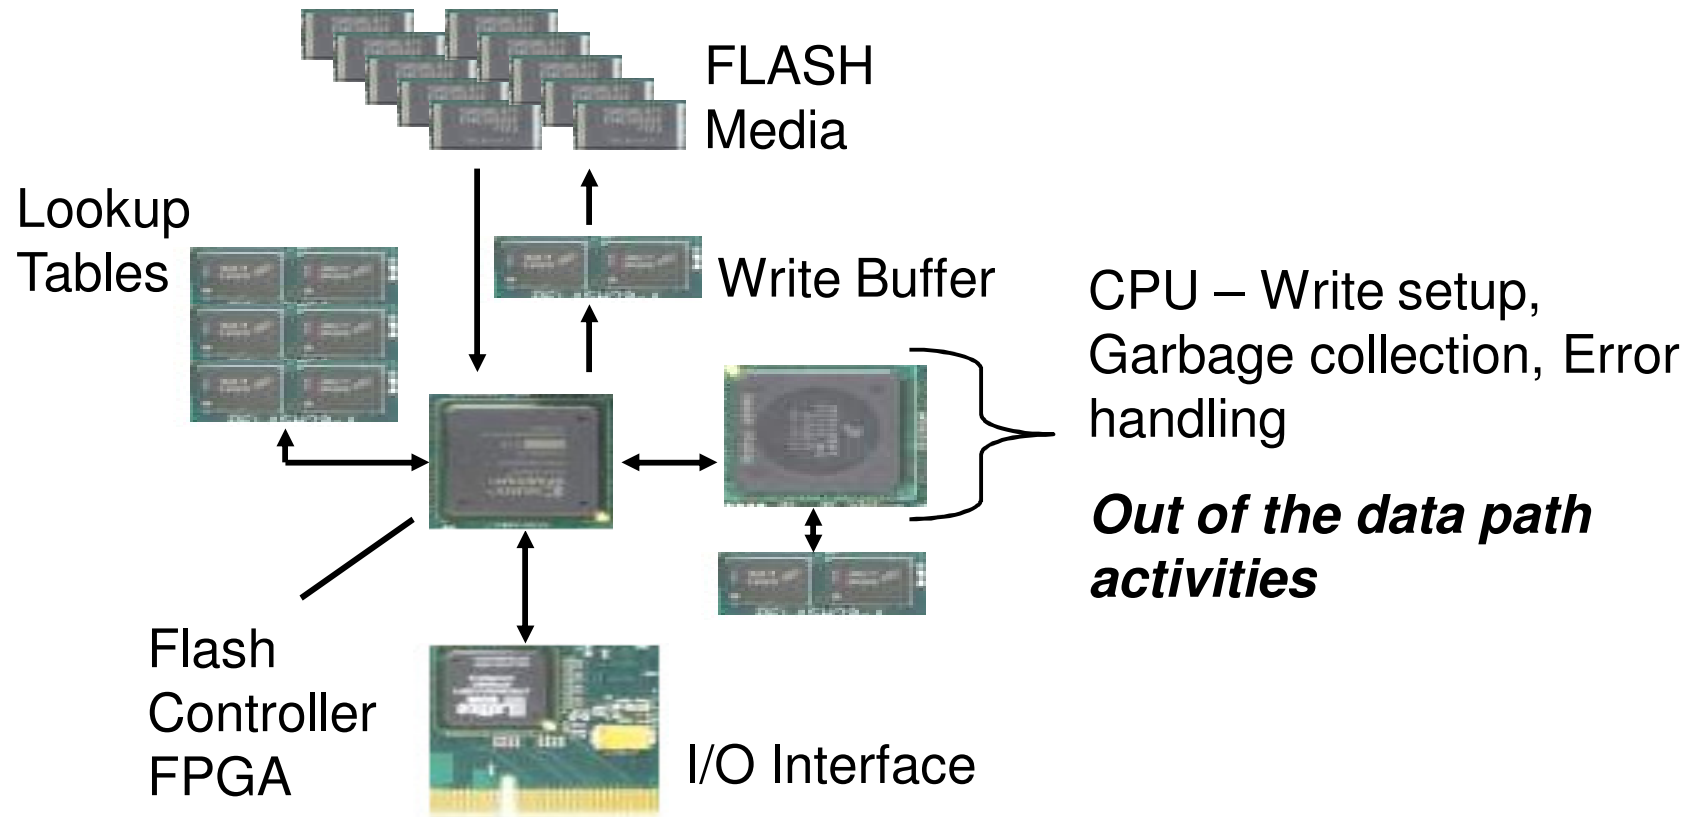 FLASH
Media
Lookup
Tables
Write Buffer
CPU – Write setup,
Garbage collection, Error
handling
Out of the data path
activities
Flash
Controller
FPGA
I/O Interface